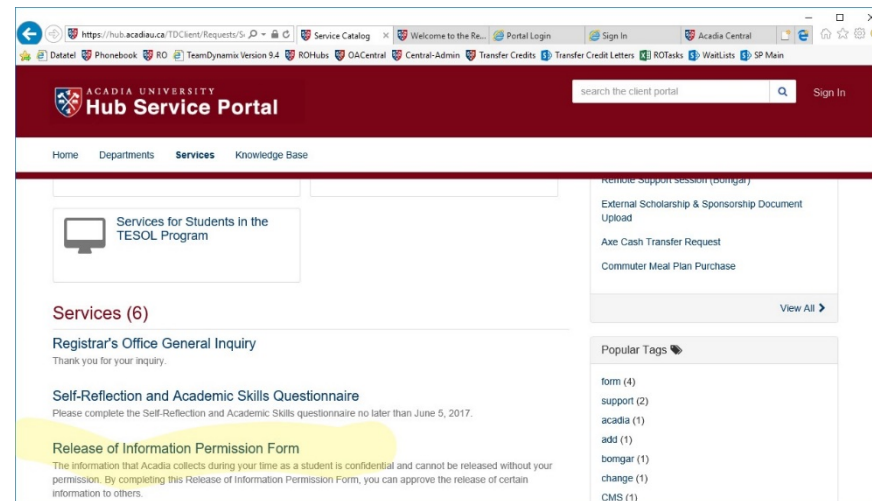 https://hub.acadiau.ca/TDClient/Requests/S
Service Catalog
Welcome to the Re...
Portal Login
Sign In
Acadia Central
Datatel
Phonebook
RO
TeamDynamix Version 9.4
ROHubs
OACentral
Central-Admin
Transfer Credits
Transfer Credit Letters
ROTasks
WaitLists
SP Main
ACADIA UNIVERSITY
Hub Service Portal
search the client portal
Sign In
Home
Departments
Services
Knowledge Base
Remote Support session (Bomgar)
Services for Students in the
TESOL Program
External Scholarship & Sponsorship Document
Upload
Axe Cash Transfer Request
Commuter Meal Plan Purchase
View All
Services (6)
Registrar's Office General Inquiry
Thank you for your inquiry.
Self-Reflection and Academic Skills Questionnaire
Please complete the Self-Reflection and Academic Skills questionnaire no later than June 5, 2017.
Release of Information Permission Form
The information that Acadia collects during your time as a student is confidential and cannot be released without your
permission. By completing this Release of Information Permission Form, you can approve the release of certain
information to others.
Popular Tags
form (4)
support (2)
acadia (1)
add (1)
bomgar (1)
change (1)
CMS (1)